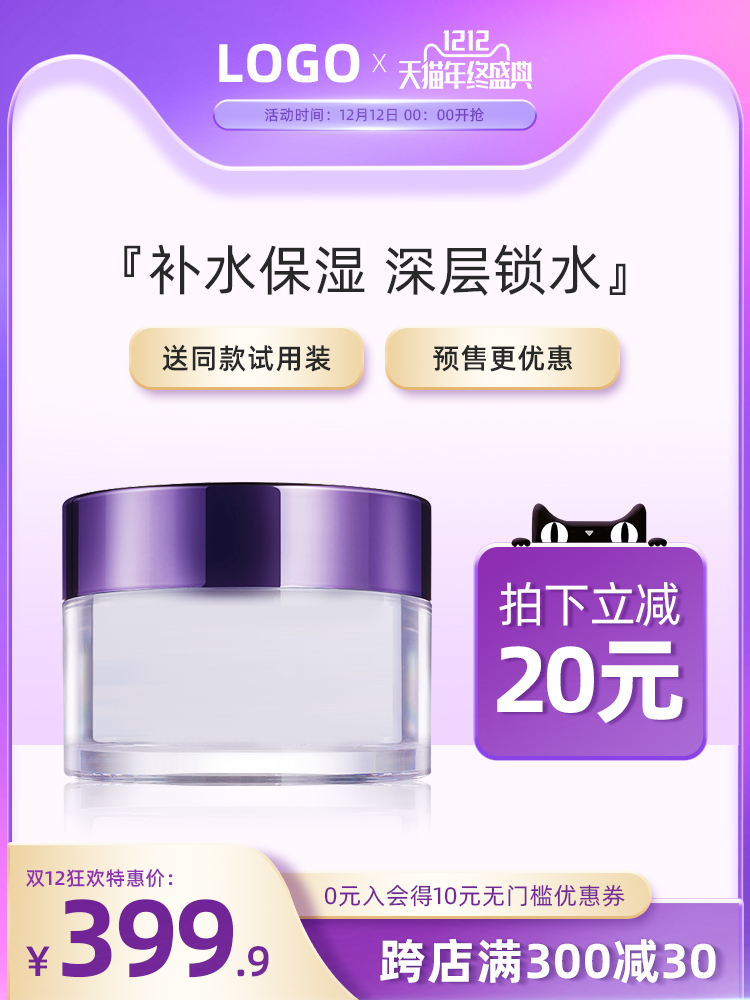 LOGO × 1212
天猫年终盛典
活动时间：12月12日 00：00开抢
『补水保湿 深层锁水』
送同款试用装 预售更优惠
拍下立减
20元
双12狂欢特惠价：
¥399.9
0元入会得10元无门槛优惠券
跨店满300减30